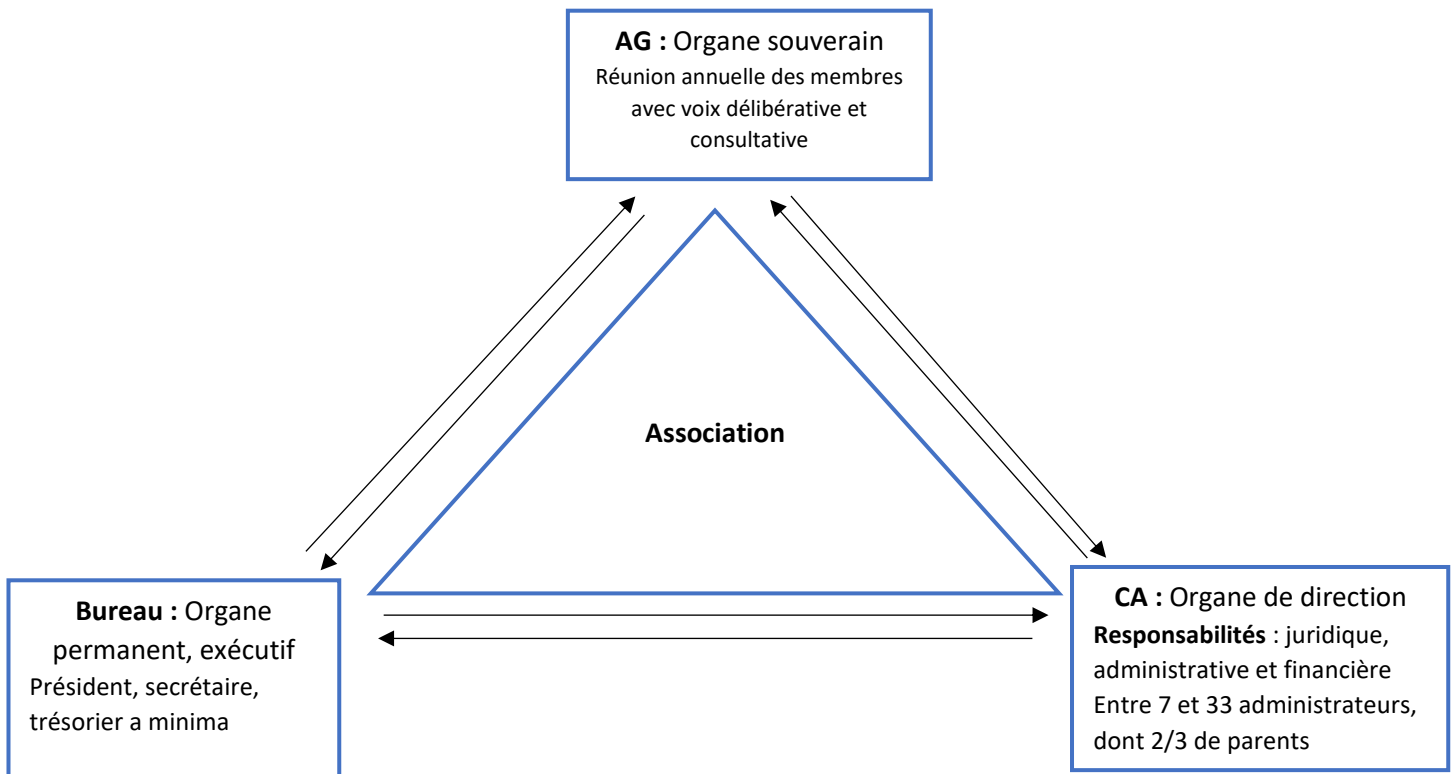 AG : Organe souverain
Réunion annuelle des membres
avec voix délibérative et
consultative
Association
Bureau : Organe
permanent, exécutif
Président, secrétaire,
trésorier a minima
CA : Organe de direction
Responsabilités : juridique,
administrative et financière
Entre 7 et 33 administrateurs,
dont 2/3 de parents